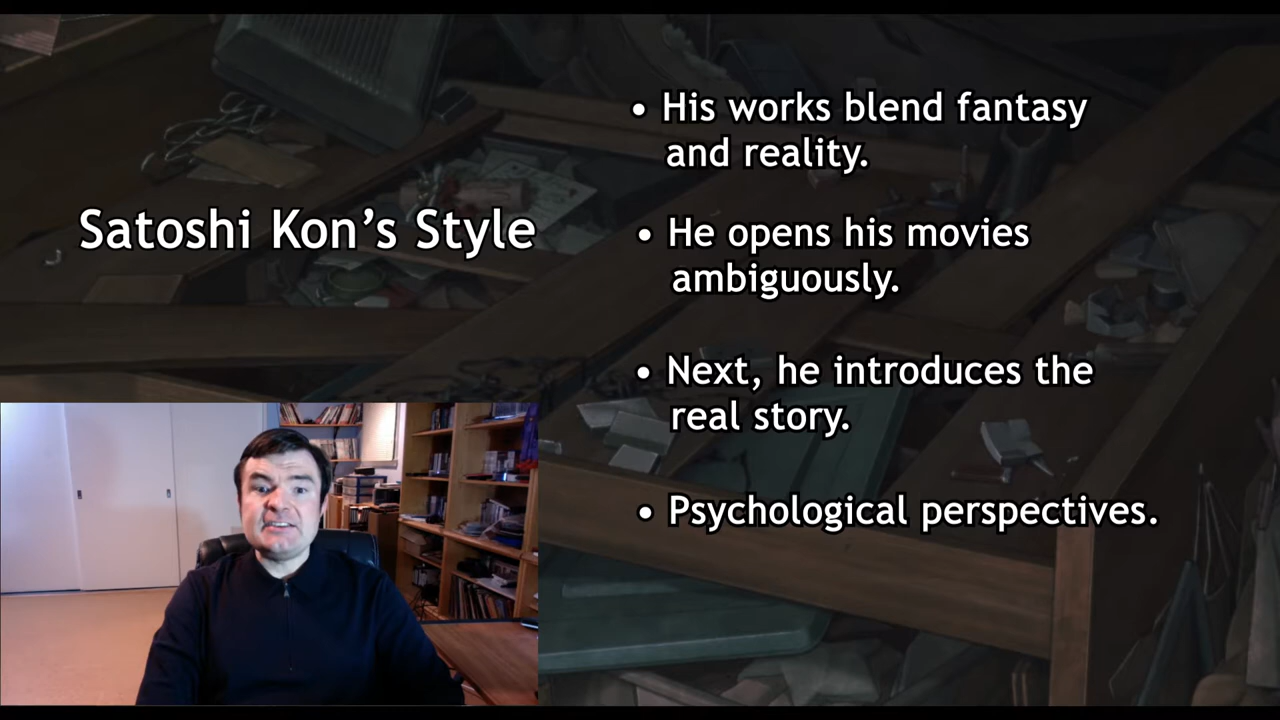 Satoshi Kon’s Style
• His works blend fantasy
and reality.
• He opens his movies
ambiguously.
• Next, he introduces the
real story.
• Psychological perspectives.